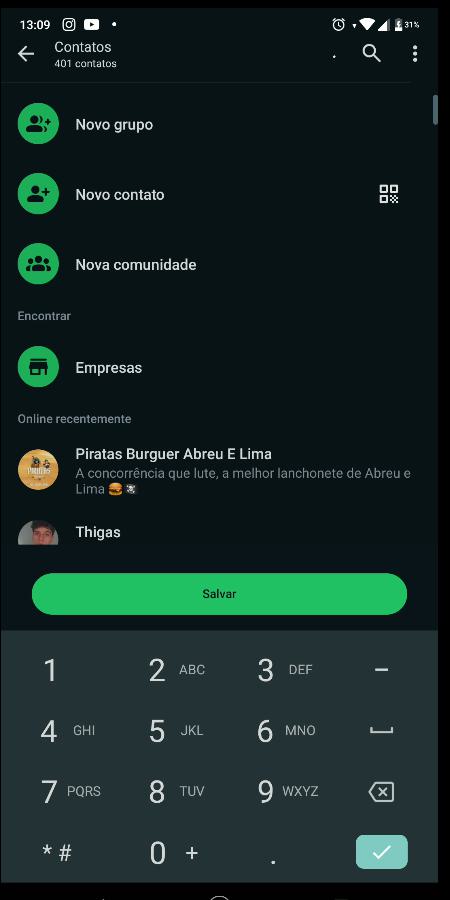 13:09
31%
Contatos
401 contatos
Novo grupo
Novo contato
Nova comunidade
Encontrar
Empresas
Online recentemente
Piratas Burguer Abreu E Lima
A concorrência que lute, a melhor lanchonete de Abreu e
Lima 🍔🏴‍☠️
Thigas
Salvar
1 2 ABC 3 DEF –
4 GHI 5 JKL 6 MNO
7 PQRS 8 TUV 9 WXYZ
* # 0 + .